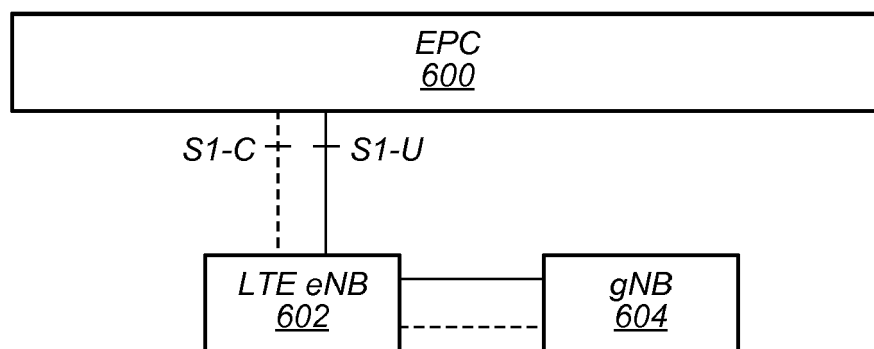 EPC
600
S1-C
S1-U
LTE eNB
602
gNB
604